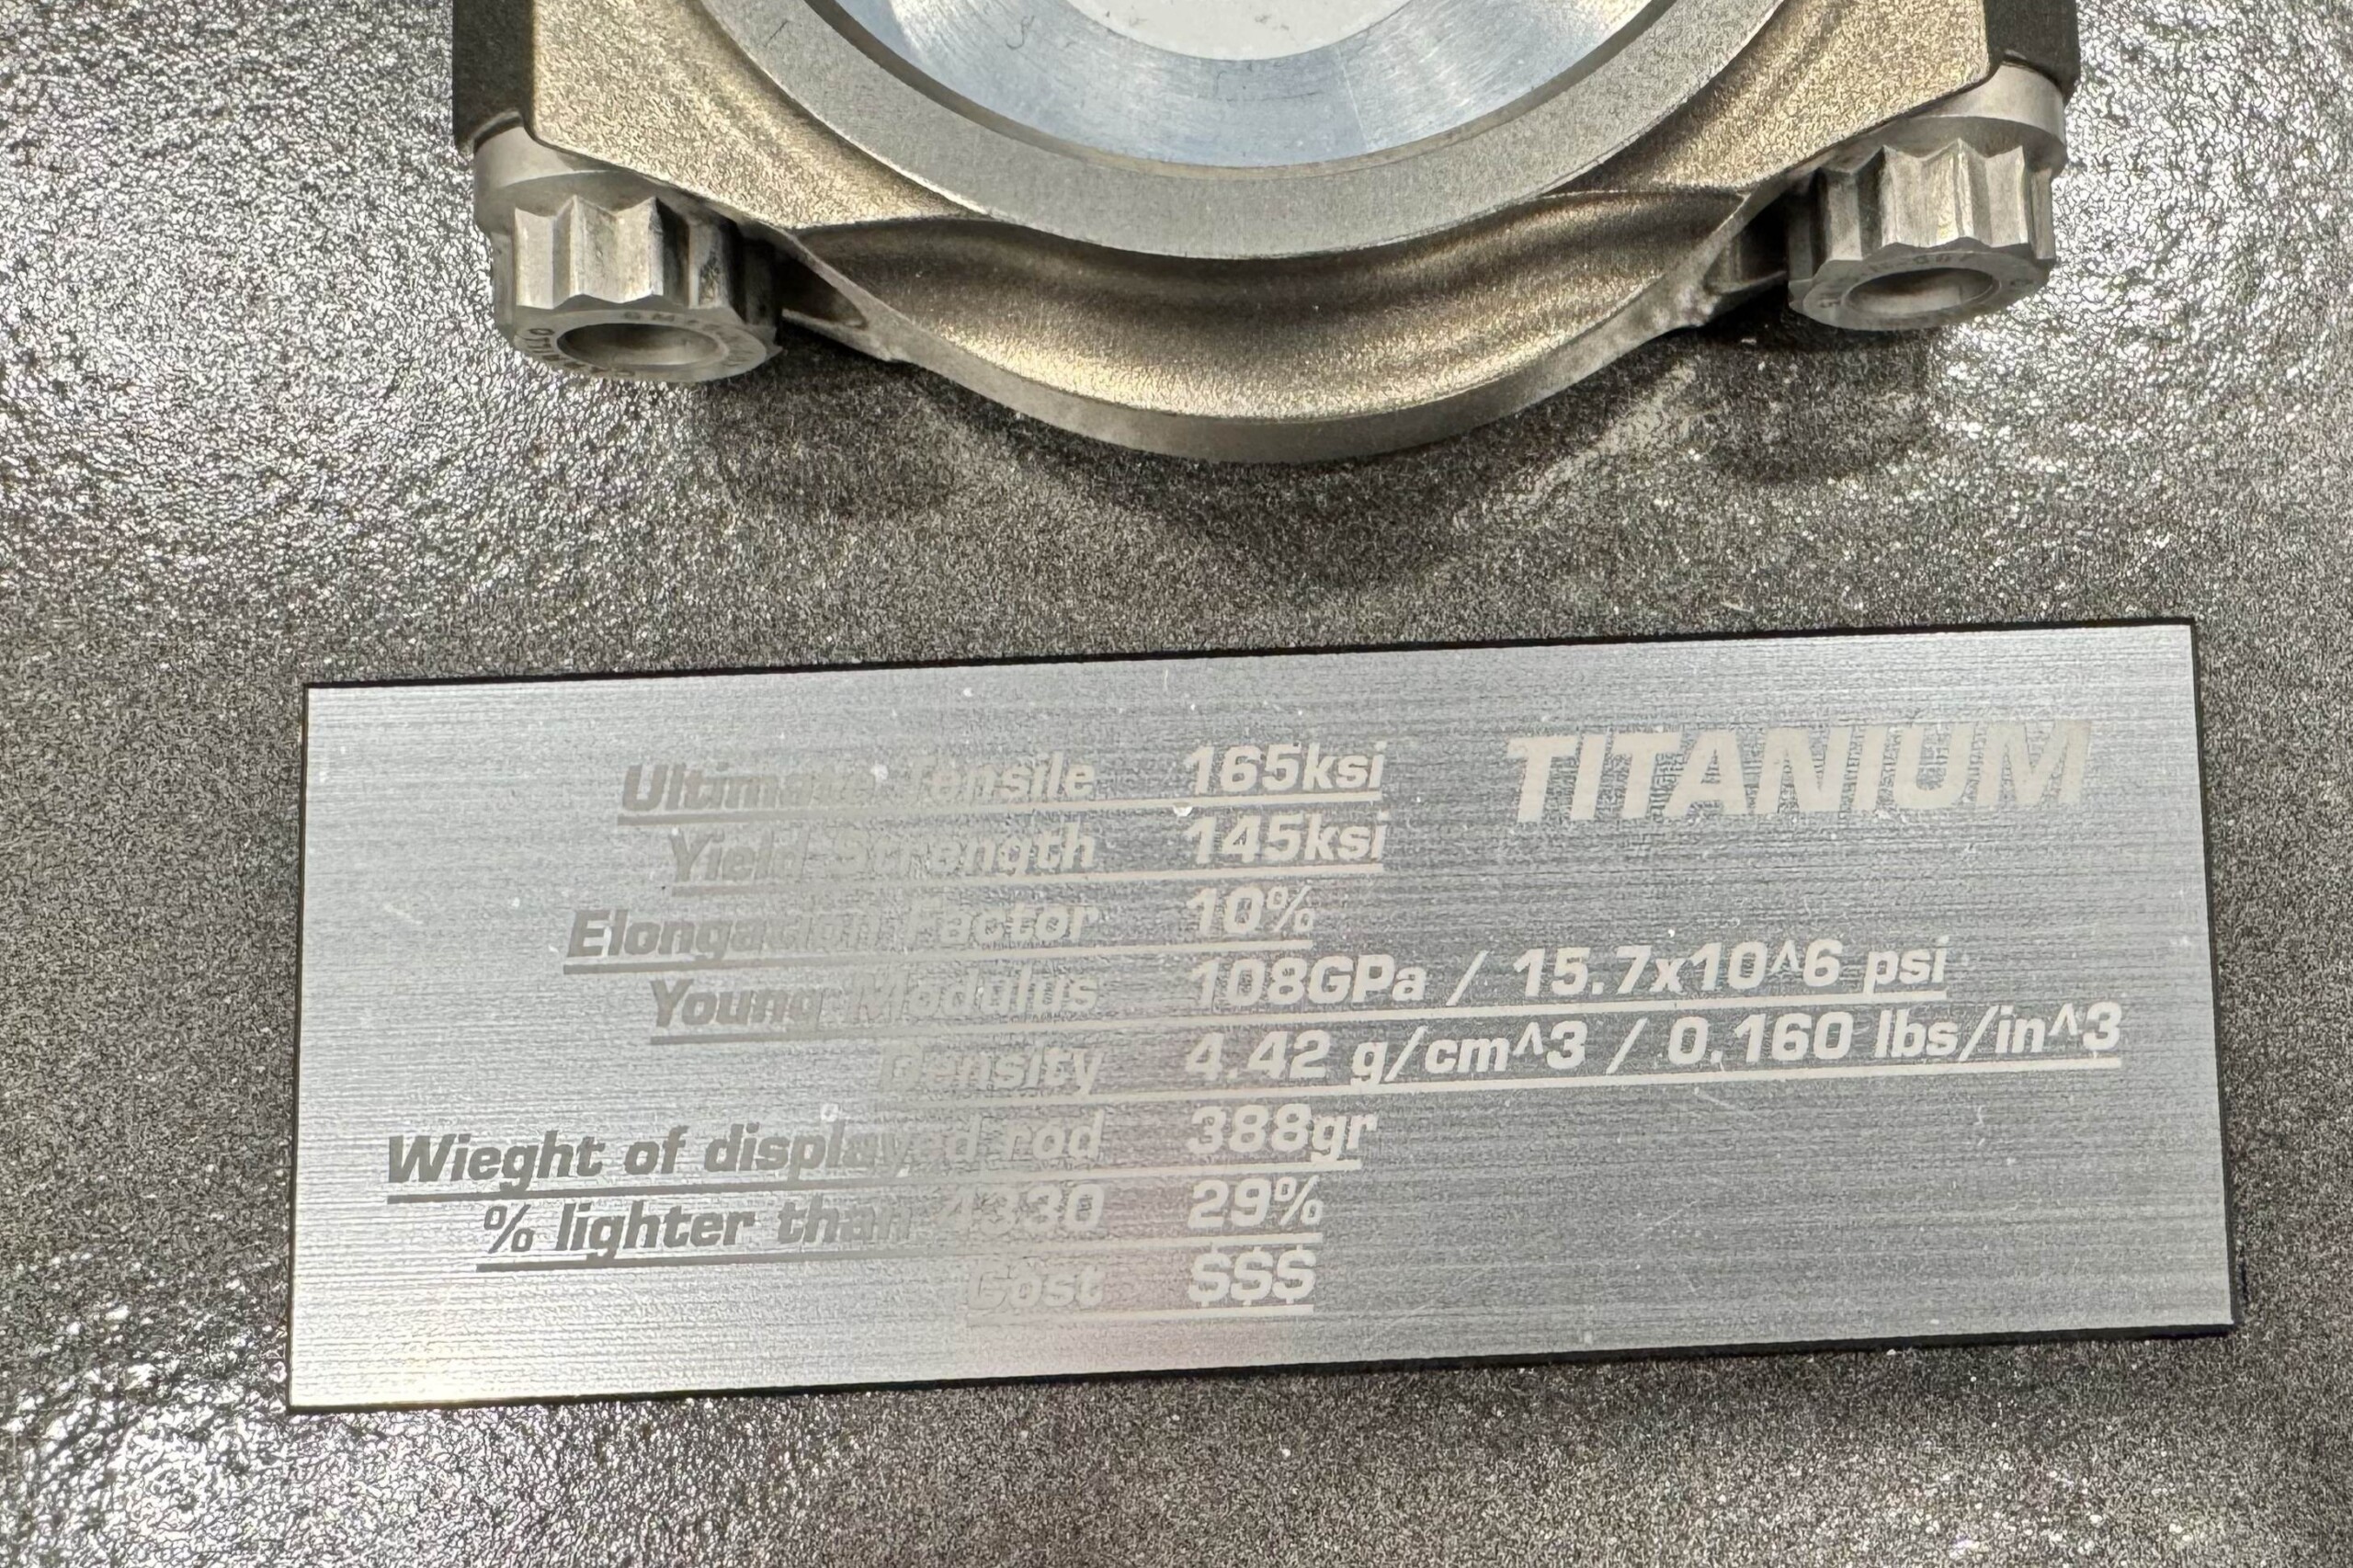 TITANIUM
Ultimate Tensile 165ksi
Yield Strength 145ksi
Elongation Factor 10%
Young Modulus 108GPa / 15.7x10^6 psi
Density 4.42 g/cm^3 / 0.160 lbs/in^3
Wieght of displayed rod 388gr
% lighter than 4330 29%
Cost $$$